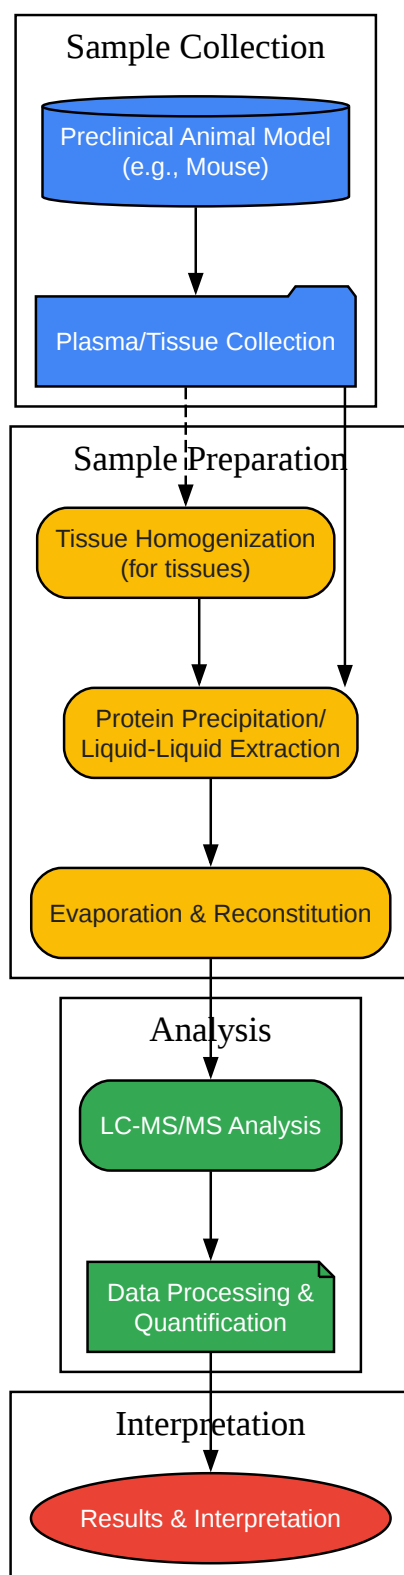 Sample Collection
Preclinical Animal Model
(e.g., Mouse)
Plasma/Tissue Collection
Sample Preparation
Tissue Homogenization
(for tissues)
Protein Precipitation/
Liquid-Liquid Extraction
Evaporation & Reconstitution
Analysis
LC-MS/MS Analysis
Data Processing &
Quantification
Interpretation
Results & Interpretation